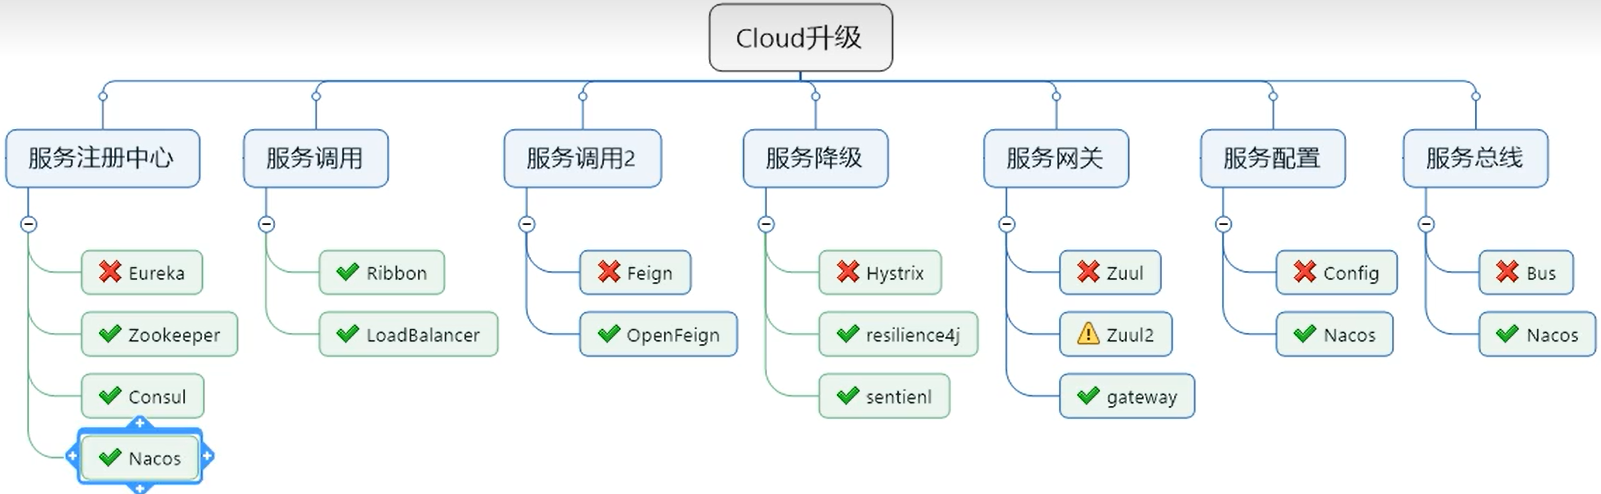 Cloud升级
服务注册中心
服务调用
服务调用2
服务降级
服务网关
服务配置
服务总线
Eureka
Ribbon
Feign
Hystrix
Zuul
Config
Bus
Zookeeper
LoadBalancer
OpenFeign
resilience4j
Zuul2
Nacos
Nacos
Consul
sentienl
gateway
Nacos